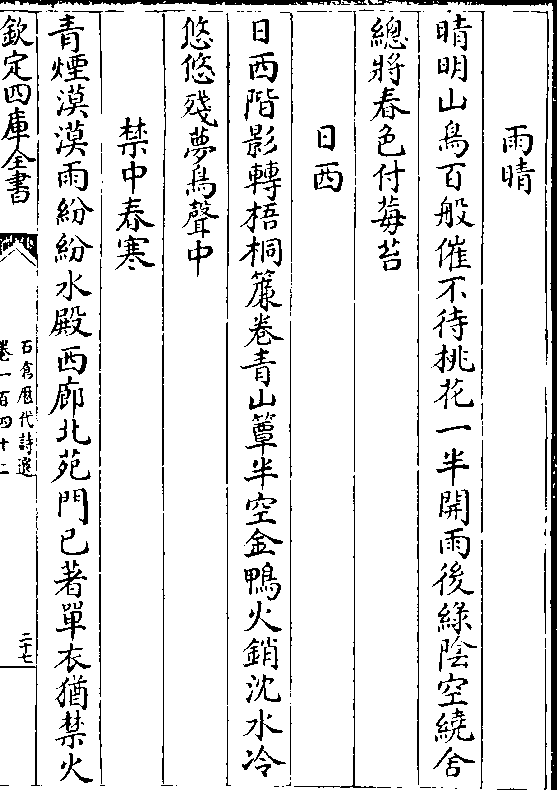 雨晴
晴明山鳥百般催不待桃花一半開雨後綠陰空繞舍
總將春色付莓苔
日西
日西階影轉梧桐簾卷青山簟半空金鴨火銷沈水冷
悠悠殘夢鳥聲中
禁中春寒
青煙漠漠雨紛紛水殿西廊北苑門已著單衣猶禁火
欽定四庫全書
石倉歷代詩選
卷一百四十二
二十七